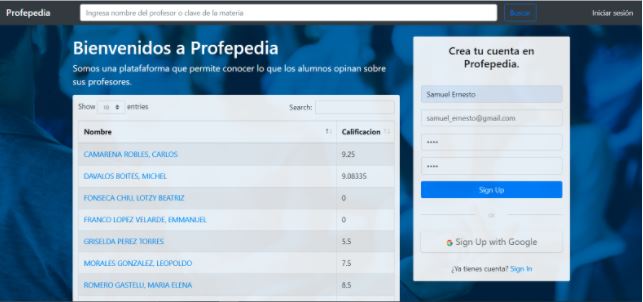 Profepedia
Ingresa nombre del profesor o clave de la materia
Buscar
Iniciar sesión
Bienvenidos a Profepedia
Somos una platafaforma que permite conocer lo que los alumnos opinan sobre
sus profesores.
Show 10 entries
Search:
Nombre Calificacion
CAMARENA ROBLES, CARLOS 9.25
DAVALOS BOITES, MICHEL 9.08335
FONSECA CHIU, LOTZY BEATRIZ 0
FRANCO LOPEZ VELARDE, EMMANUEL 0
GRISELDA PEREZ TORRES 5.5
MORALES GONZALEZ, LEOPOLDO 7.5
ROMERO GASTELU, MARIA ELENA 8.5
Crea tu cuenta en
Profepedia.
Samuel Ernesto
samuel_ernesto@gmail.com
••••
••••
Sign Up
or
Sign Up with Google
¿Ya tienes cuenta? Sign In